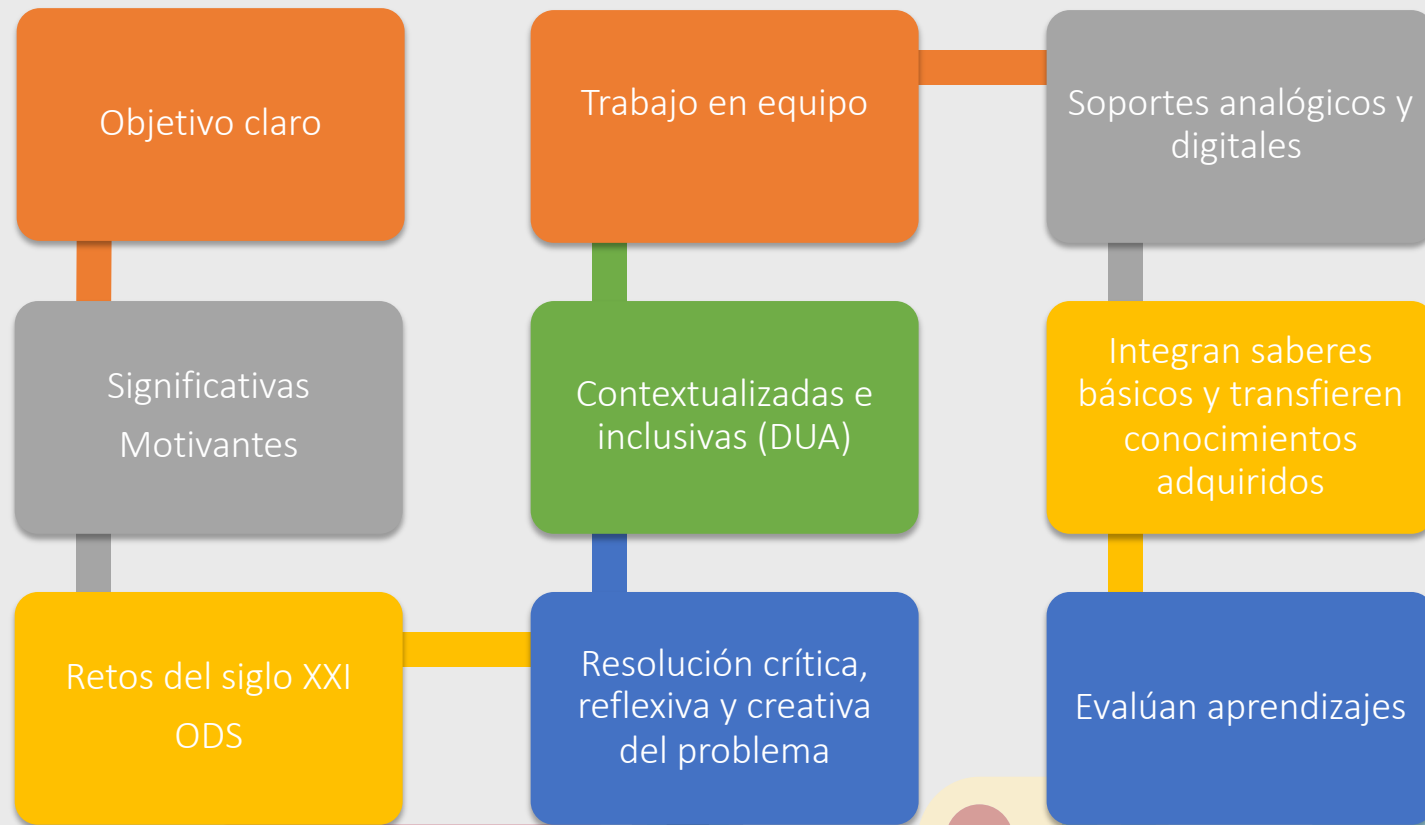 Objetivo claro
Significativas
Motivantes
Retos del siglo XXI
ODS
Resolución crítica,
reflexiva y creativa
del problema
Contextualizadas e
inclusivas (DUA)
Trabajo en equipo
Soportes analógicos y
digitales
Integran saberes
básicos y transfieren
conocimientos
adquiridos
Evalúan aprendizajes